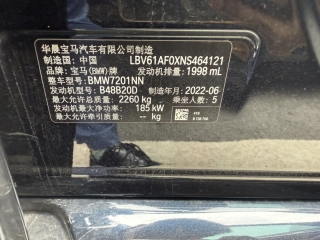 华晨宝马汽车有限公司制造
制造国：中国 LBV61AF0XNS464121
品牌：宝马(BMW)牌 发动机排量：1998 mL
整车型号：BMW7201NN
发动机型号：B48B20D 制造年月：2022-06
最大允许总质量：2260 kg 乘坐人数：5
发动机最大净功率：185 kW
最大允许牵引质量：-- kg